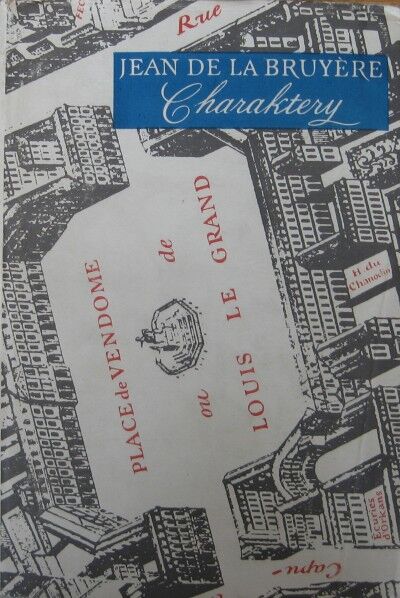 Rue
JEAN DE LA BRUYÈRE
Charaktery
PLACE de VENDOME
ou de
LOUIS LE GRAND
H. du
Chancelier
Ecuries
d'Orleans
Capu-